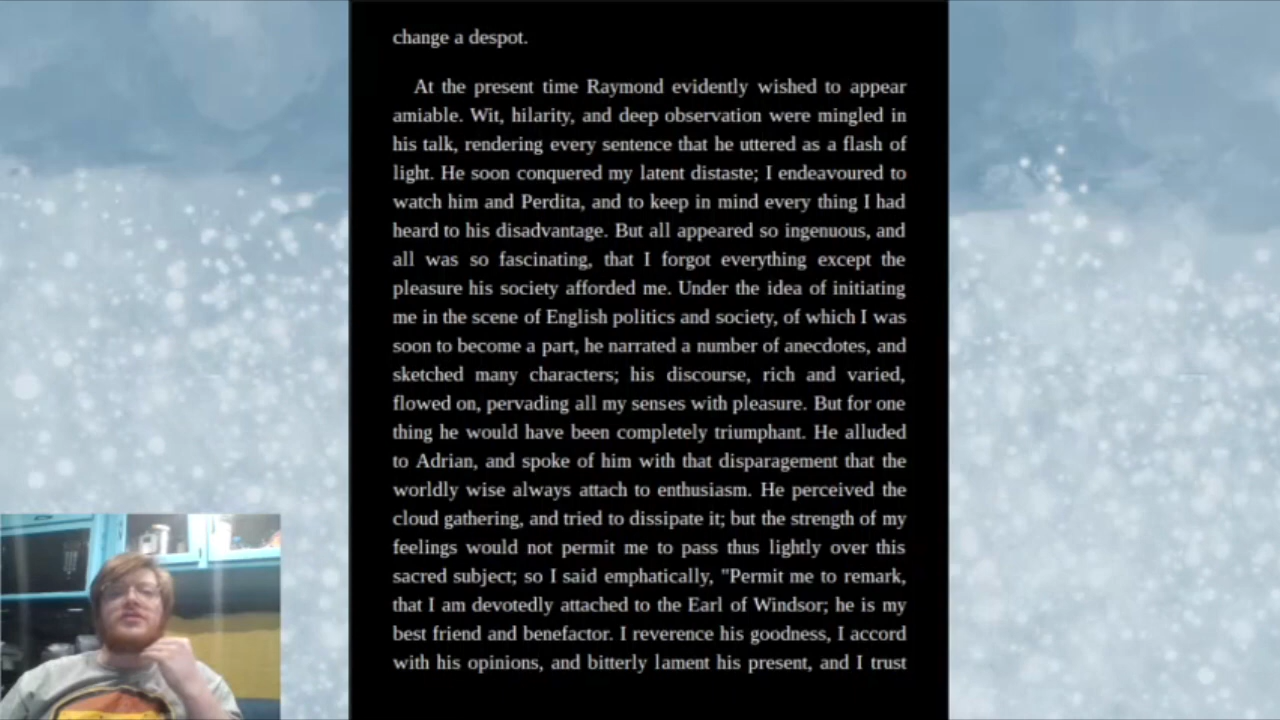 change a despot.
At the present time Raymond evidently wished to appear
amiable. Wit, hilarity, and deep observation were mingled in
his talk, rendering every sentence that he uttered as a flash of
light. He soon conquered my latent distaste; I endeavoured to
watch him and Perdita, and to keep in mind every thing I had
heard to his disadvantage. But all appeared so ingenuous, and
all was so fascinating, that I forgot everything except the
pleasure his society afforded me. Under the idea of initiating
me in the scene of English politics and society, of which I was
soon to become a part, he narrated a number of anecdotes, and
sketched many characters; his discourse, rich and varied,
flowed on, pervading all my senses with pleasure. But for one
thing he would have been completely triumphant. He alluded
to Adrian, and spoke of him with that disparagement that the
worldly wise always attach to enthusiasm. He perceived the
cloud gathering, and tried to dissipate it; but the strength of my
feelings would not permit me to pass thus lightly over this
sacred subject; so I said emphatically, "Permit me to remark,
that I am devotedly attached to the Earl of Windsor; he is my
best friend and benefactor. I reverence his goodness, I accord
with his opinions, and bitterly lament his present, and I trust